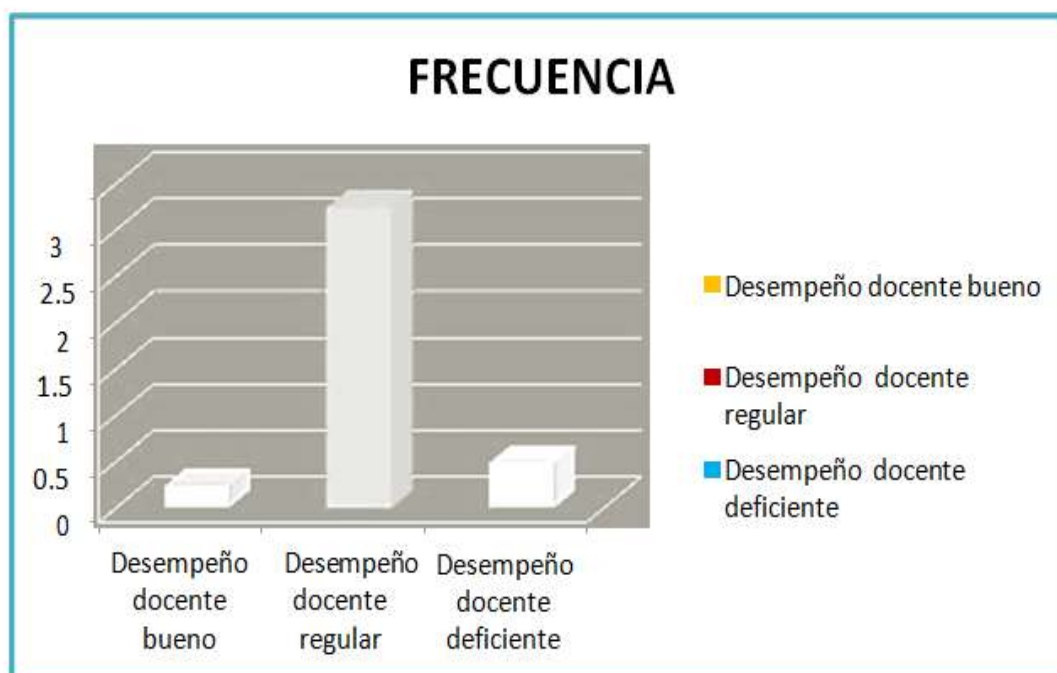 FRECUENCIA
3
2.5
2
1.5
1
0.5
0
Desempeño
docente
bueno
Desempeño
docente
regular
Desempeño
docente
deficiente
Desempeño docente bueno
Desempeño docente
regular
Desempeño docente
deficiente